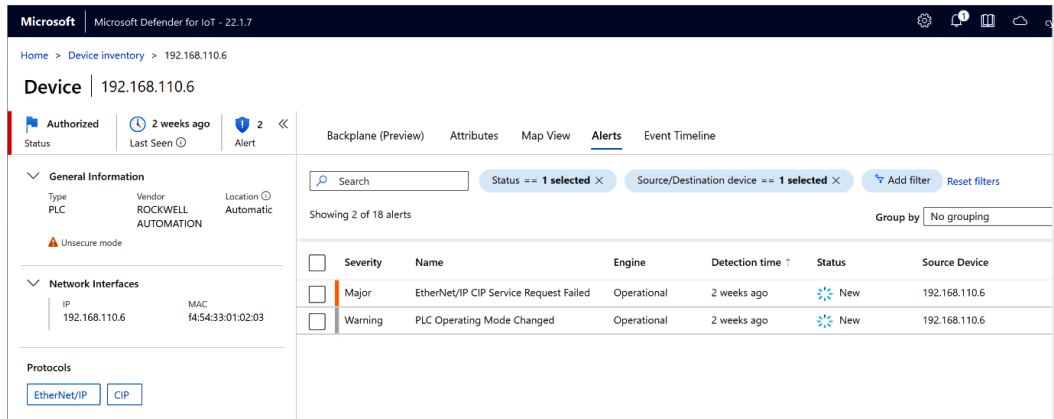 Microsoft Microsoft Defender for IoT - 22.1.7 1
Home > Device inventory > 192.168.110.6
Device 192.168.110.6
Authorized 2 weeks ago 2
Status Last Seen Alert
Backplane (Preview) Attributes Map View Alerts Event Timeline
General Information
Type Vendor Location
PLC ROCKWELL AUTOMATION Automatic
Unsecure mode
Network Interfaces
IP MAC
192.168.110.6 f4:54:33:01:02:03
Protocols
EtherNet/IP CIP
Search Status == 1 selected × Source/Destination device == 1 selected × Add filter Reset filters
Showing 2 of 18 alerts
Group by No grouping
Severity Name Engine Detection time ↑ Status Source Device
Major EtherNet/IP CIP Service Request Failed Operational 2 weeks ago New 192.168.110.6
Warning PLC Operating Mode Changed Operational 2 weeks ago New 192.168.110.6